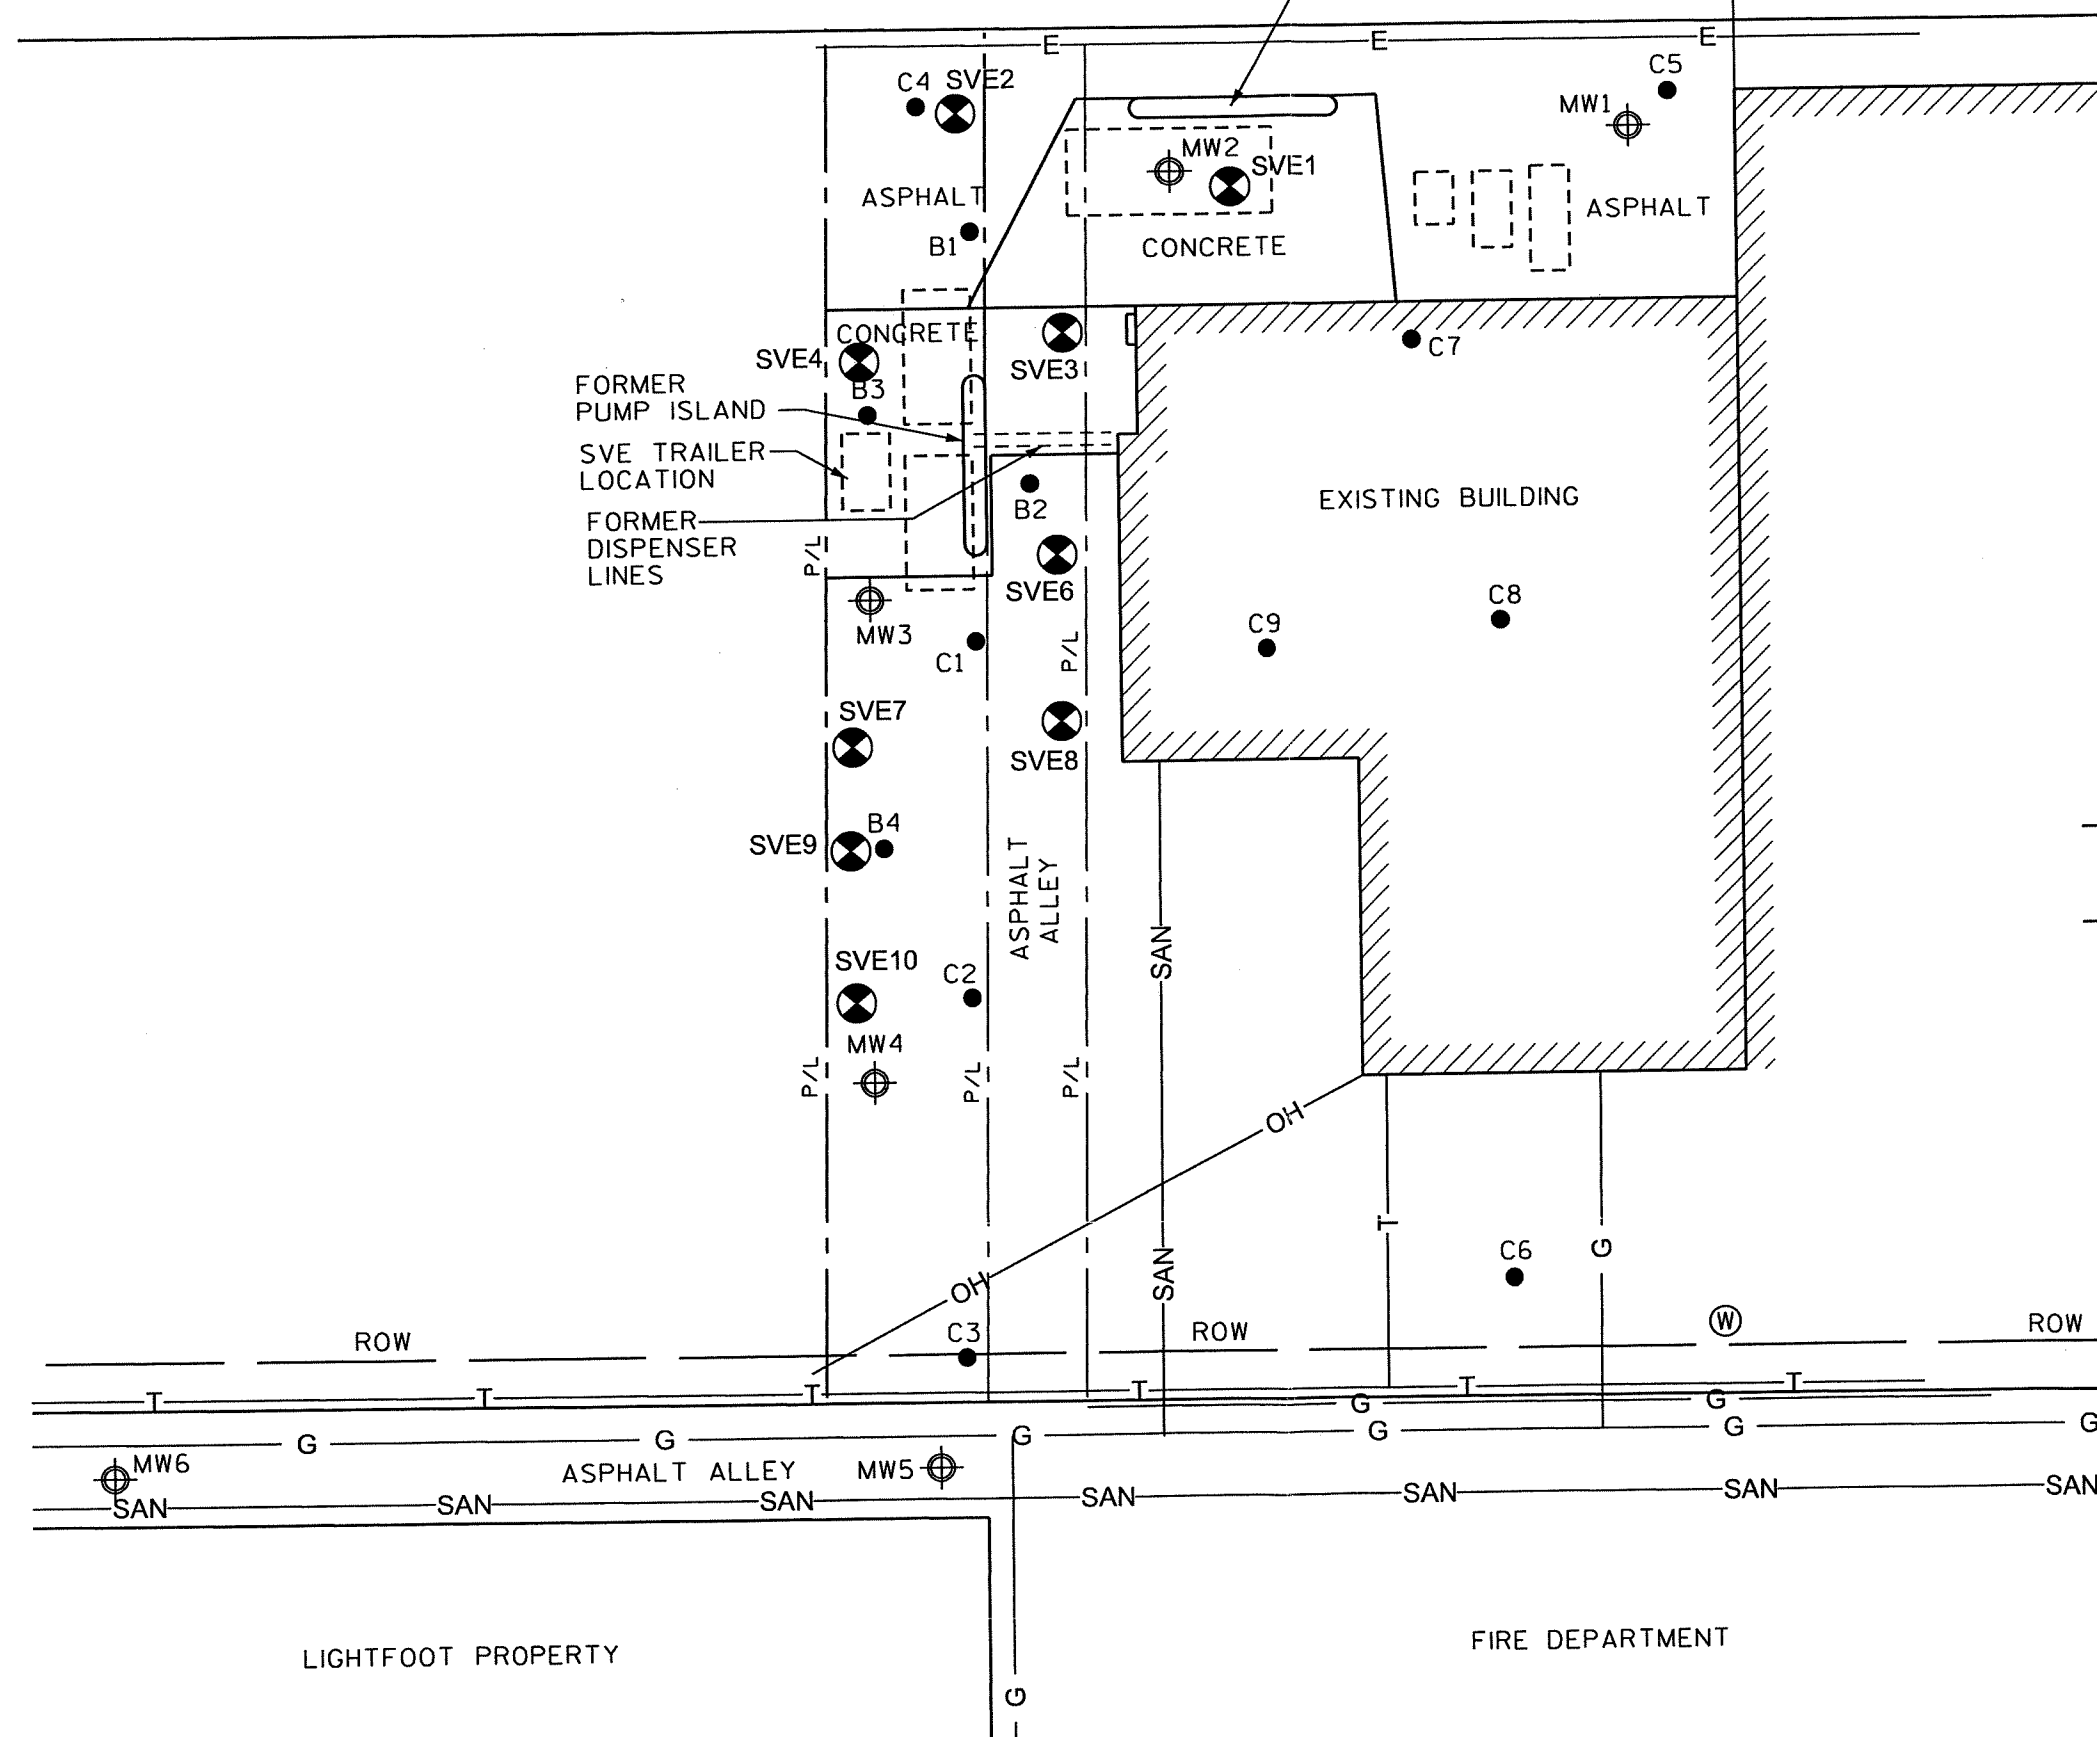 E
E
E
C4
SVE2
C5
MW1
MW2
SVE1
ASPHALT
ASPHALT
B1
CONCRETE
CONCRETE
SVE4
SVE3
C7
B3
FORMER
PUMP ISLAND
SVE TRAILER
LOCATION
B2
EXISTING BUILDING
FORMER
DISPENSER
LINES
P/L
SVE6
C8
C9
MW3
C1
P/L
SVE7
SVE8
B4
SVE9
ASPHALT
ALLEY
SAN
SVE10
C2
MW4
P/L
P/L
P/L
OH
T
G
C6
SAN
OH
W
C3
ROW
ROW
ROW
T
T
T
T
T
T
G
G
G
G
G
G
G
G
MW6
ASPHALT ALLEY
MW5
SAN
SAN
SAN
SAN
SAN
SAN
SAN
LIGHTFOOT PROPERTY
FIRE DEPARTMENT
G